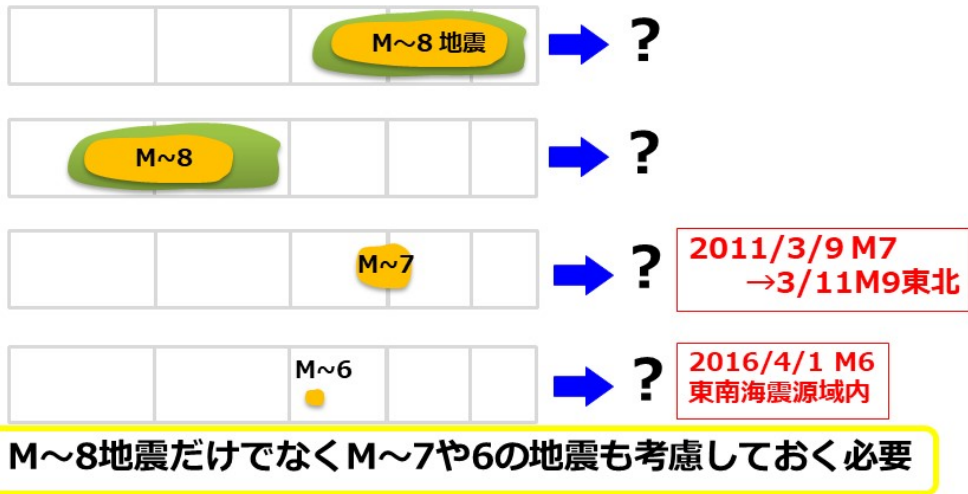 M～8 地震
?
M~8
?
M~7
?
2011/3/9 M7
→3/11M9東北
M~6
?
2016/4/1 M6
東南海震源域内
M～8地震だけでなくM～7や6の地震も考慮しておく必要